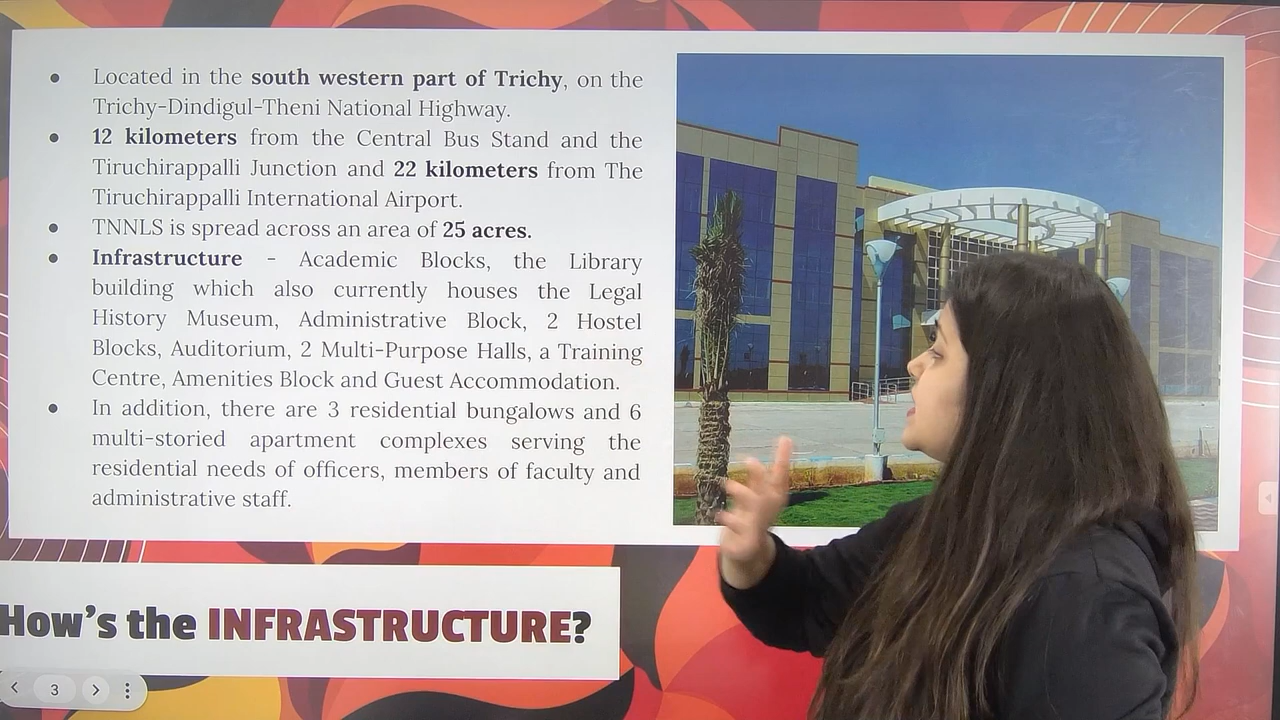 ● Located in the south western part of Trichy, on the
Trichy-Dindigul-Theni National Highway.
● 12 kilometers from the Central Bus Stand and the
Tiruchirappalli Junction and 22 kilometers from The
Tiruchirappalli International Airport.
● TNNLS is spread across an area of 25 acres.
● Infrastructure - Academic Blocks, the Library
building which also currently houses the Legal
History Museum, Administrative Block, 2 Hostel
Blocks, Auditorium, 2 Multi-Purpose Halls, a Training
Centre, Amenities Block and Guest Accommodation.
● In addition, there are 3 residential bungalows and 6
multi-storied apartment complexes serving the
residential needs of officers, members of faculty and
administrative staff.
How's the INFRASTRUCTURE?
3